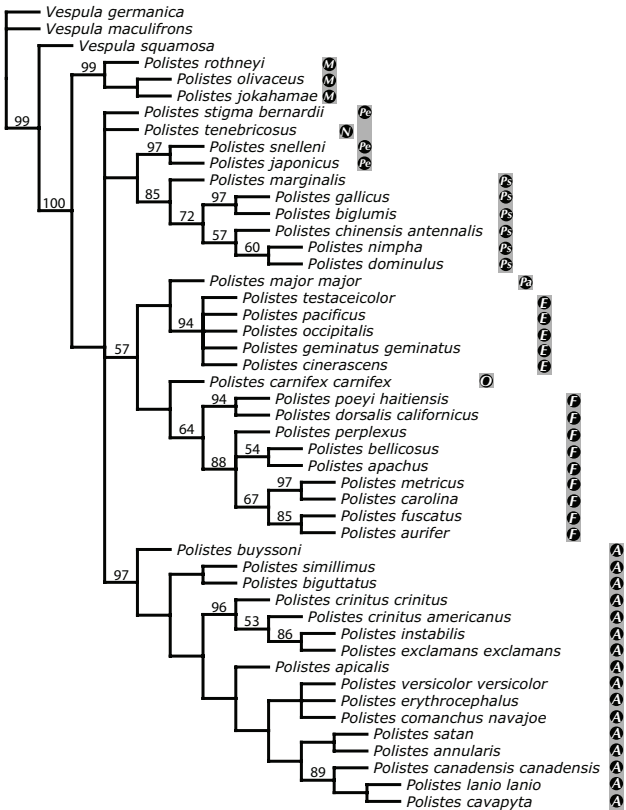 Vespula germanica
Vespula maculifrons
99
Vespula squamosa
100
99
Polistes rothneyi M
Polistes olivaceus M
Polistes jokahamae M
Polistes stigma bernardii Pe
Polistes tenebricosus N
97
Polistes snelleni Pe
Polistes japonicus Pe
85
Polistes marginalis Ps
72
97
Polistes gallicus Ps
Polistes biglumis Ps
57
Polistes chinensis antennalis Ps
60
Polistes nimpha Ps
Polistes dominulus Ps
57
Polistes major major Pa
94
Polistes testaceicolor E
Polistes pacificus E
Polistes occipitalis E
Polistes geminatus geminatus E
Polistes cinerascens E
Polistes carnifex carnifex O
64
94
Polistes poeyi haitiensis F
Polistes dorsalis californicus F
88
Polistes perplexus F
54
Polistes bellicosus F
Polistes apachus F
67
97
Polistes metricus F
Polistes carolina F
85
Polistes fuscatus F
Polistes aurifer F
97
Polistes buyssoni A
Polistes simillimus A
Polistes biguttatus A
96
Polistes crinitus crinitus A
53
Polistes crinitus americanus A
86
Polistes instabilis A
Polistes exclamans exclamans A
Polistes apicalis A
Polistes versicolor versicolor A
Polistes erythrocephalus A
Polistes comanchus navajoe A
Polistes satan A
Polistes annularis A
89
Polistes canadensis canadensis A
Polistes lanio lanio A
Polistes cavapyta A